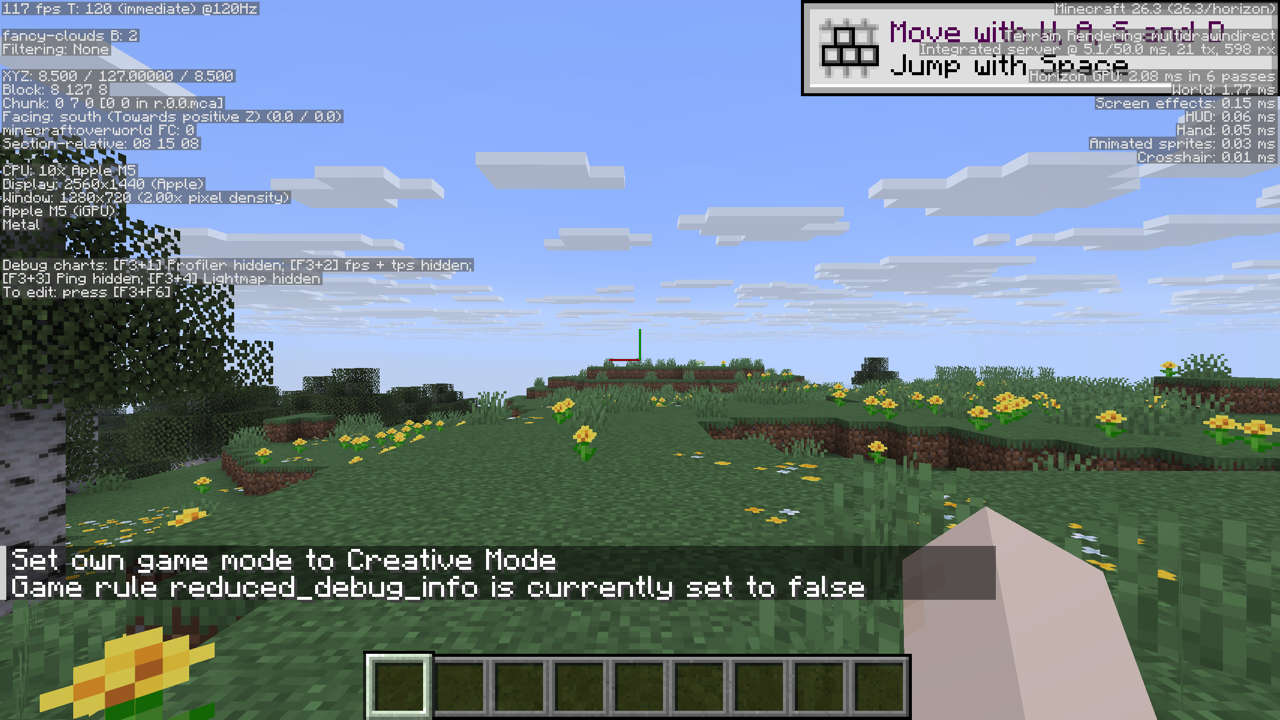 117 fps T: 120 (immediate) @120Hz
fancy-clouds B: 2
Filtering: None
XYZ: 8.500 / 127.00000 / 8.500
Block: 8 127 8
Chunk: 0 7 0 [0 0 in r.0.0.mca]
Facing: south (Towards positive Z) (0.0 / 0.0)
minecraft:overworld FC: 0
Section-relative: 08 15 08
CPU: 10x Apple M5
Display: 2560x1440 (Apple)
Window: 1280x720 (2.00x pixel density)
Apple M5 (iGPU)
Metal
Debug charts: [F3+1] Profiler hidden; [F3+2] fps + tps hidden;
[F3+3] Ping hidden; [F3+4] Lightmap hidden
To edit: press [F3+F6]
Minecraft 26.3 (26.3/horizon)
Move with W, A, S and D
Terrain Rendering: multidrawindirect
Integrated server @ 5.1/50.0 ms, 21 tx, 598 rx
Jump with Space
Horizon GPU: 2.08 ms in 6 passes
World: 1.77 ms
Screen effects: 0.15 ms
HUD: 0.06 ms
Hand: 0.05 ms
Animated sprites: 0.03 ms
Crosshair: 0.01 ms
Set own game mode to Creative Mode
Game rule reduced_debug_info is currently set to false